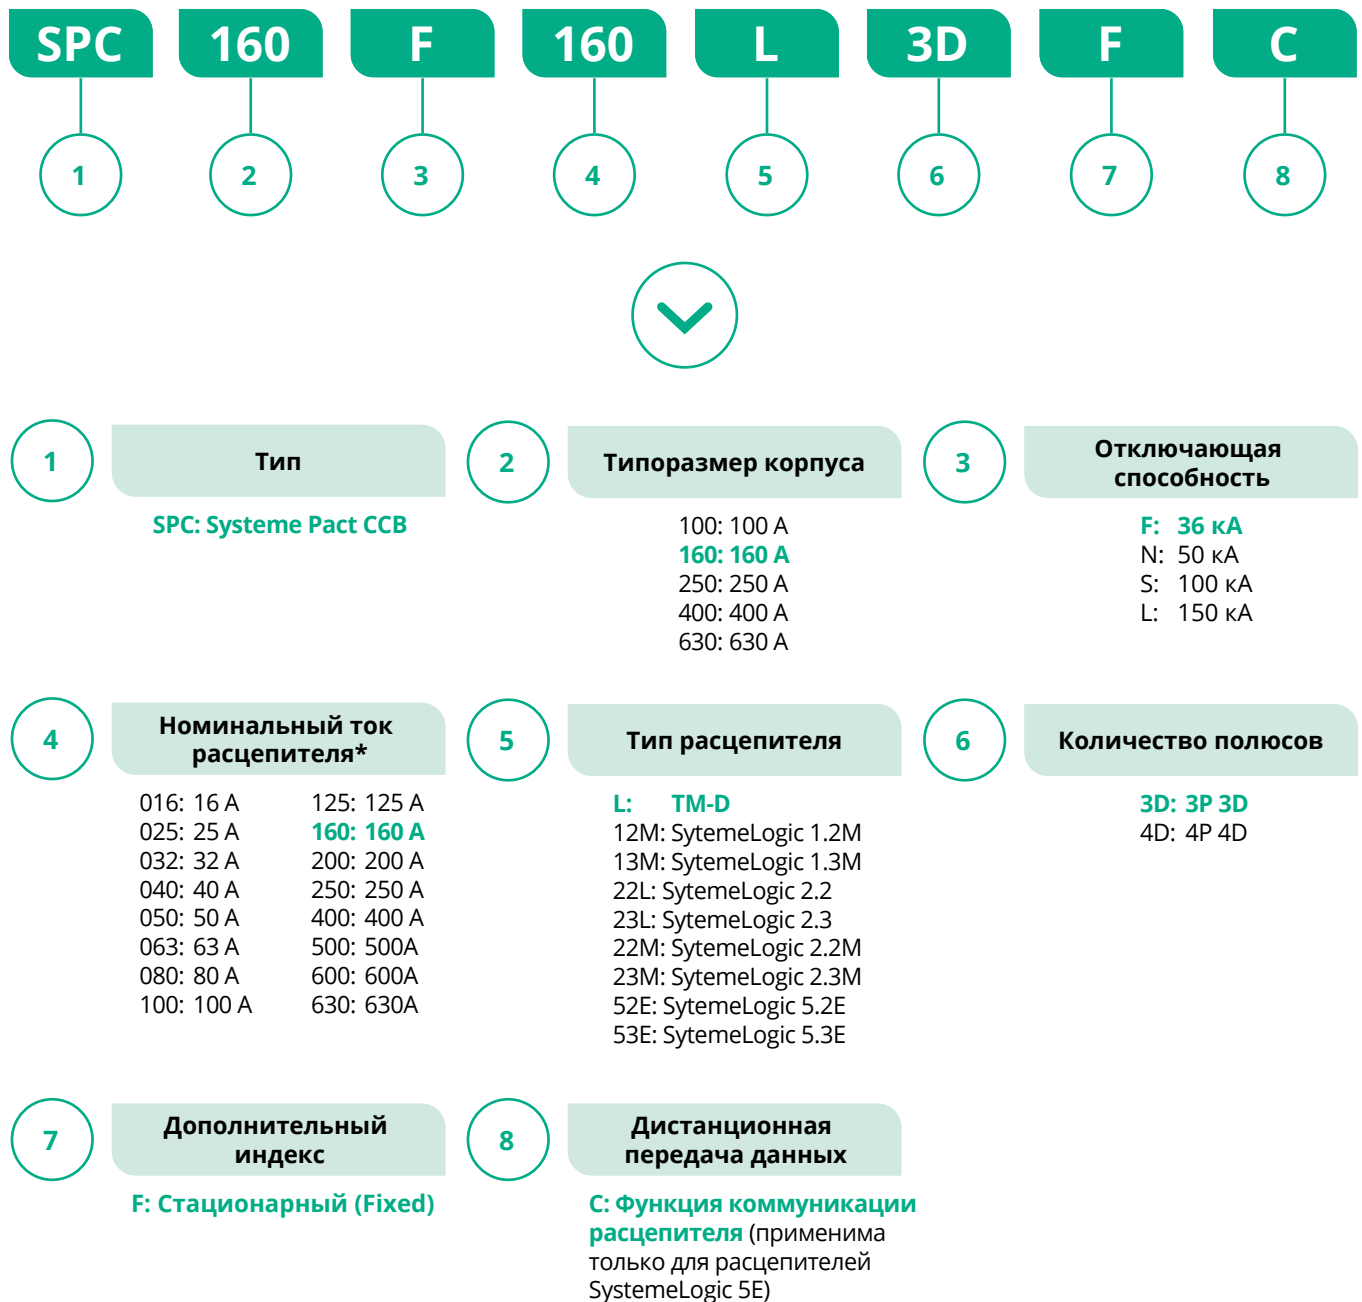 SPC 160 F 160 L 3D F C
1 2 3 4 5 6 7 8
1 Тип
SPC: Systeme Pact CCB
2 Типоразмер корпуса
100: 100 А
160: 160 А
250: 250 А
400: 400 А
630: 630 А
3 Отключающая
способность
F: 36 кА
N: 50 кА
S: 100 кА
L: 150 кА
4 Номинальный ток
расцепителя*
016: 16 А
025: 25 А
032: 32 А
040: 40 А
050: 50 А
063: 63 А
080: 80 А
100: 100 А
125: 125 А
160: 160 А
200: 200 А
250: 250 А
400: 400 А
500: 500А
600: 600А
630: 630А
5 Тип расцепителя
L: TM-D
12M: SytemeLogic 1.2M
13M: SytemeLogic 1.3M
22L: SytemeLogic 2.2
23L: SytemeLogic 2.3
22M: SytemeLogic 2.2M
23M: SytemeLogic 2.3M
52E: SytemeLogic 5.2E
53E: SytemeLogic 5.3E
6 Количество полюсов
3D: 3P 3D
4D: 4P 4D
7 Дополнительный
индекс
F: Стационарный (Fixed)
8 Дистанционная
передача данных
C: Функция коммуникации
расцепителя (применима
только для расцепителей
SystemeLogic 5E)